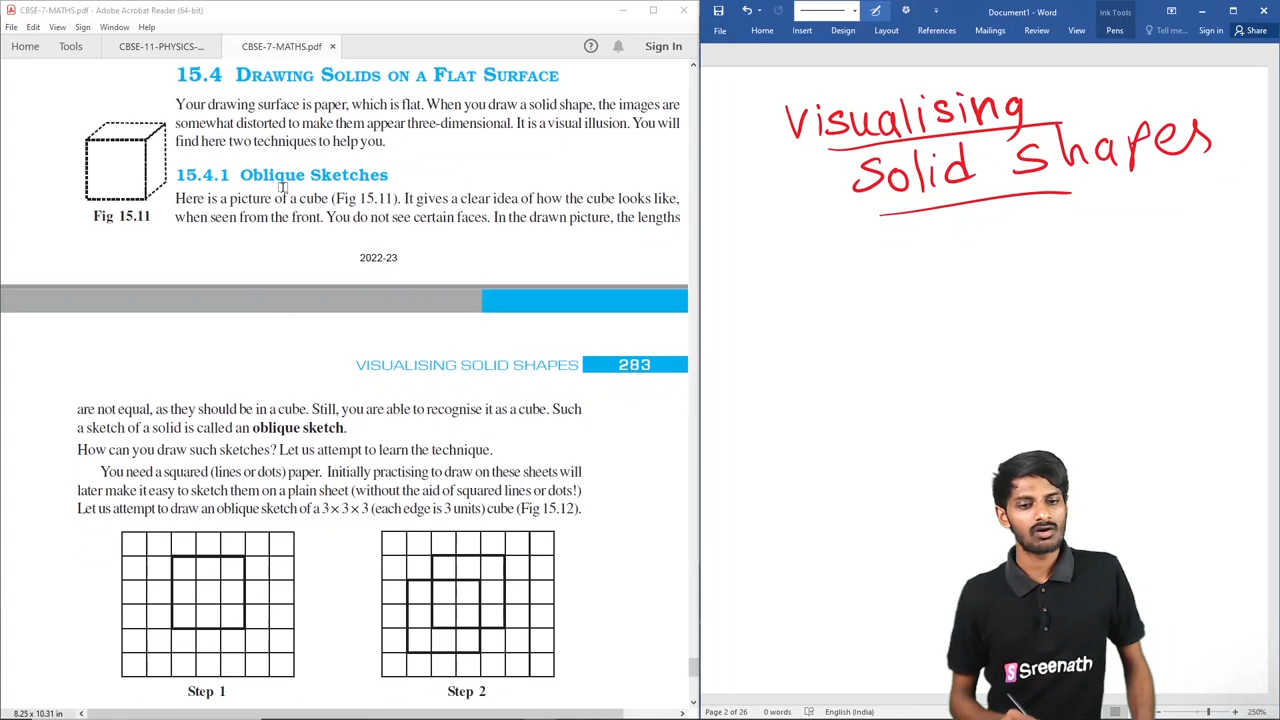 CBSE-7-MATHS.pdf - Adobe Acrobat Reader (64-bit)
File Edit View Sign Window Help
Home Tools CBSE-11-PHYSICS-... CBSE-7-MATHS.pdf × Sign In
15.4 DRAWING SOLIDS ON A FLAT SURFACE
Your drawing surface is paper, which is flat. When you draw a solid shape, the images are
somewhat distorted to make them appear three-dimensional. It is a visual illusion. You will
find here two techniques to help you.
15.4.1 Oblique Sketches
Here is a picture of a cube (Fig 15.11). It gives a clear idea of how the cube looks like,
when seen from the front. You do not see certain faces. In the drawn picture, the lengths
Fig 15.11
2022-23
VISUALISING SOLID SHAPES 283
are not equal, as they should be in a cube. Still, you are able to recognise it as a cube. Such
a sketch of a solid is called an oblique sketch.
How can you draw such sketches? Let us attempt to learn the technique.
You need a squared (lines or dots) paper. Initially practising to draw on these sheets will
later make it easy to sketch them on a plain sheet (without the aid of squared lines or dots!)
Let us attempt to draw an oblique sketch of a 3 × 3 × 3 (each edge is 3 units) cube (Fig 15.12).
Step 1 Step 2
8.25 x 10.31 in
Document1 - Word Ink Tools
File Home Insert Design Layout References Mailings Review View Pens Tell me... Sign in Share
Visualising
Solid Shapes
S Sreenath
Page 2 of 26 0 words English (India) 250%